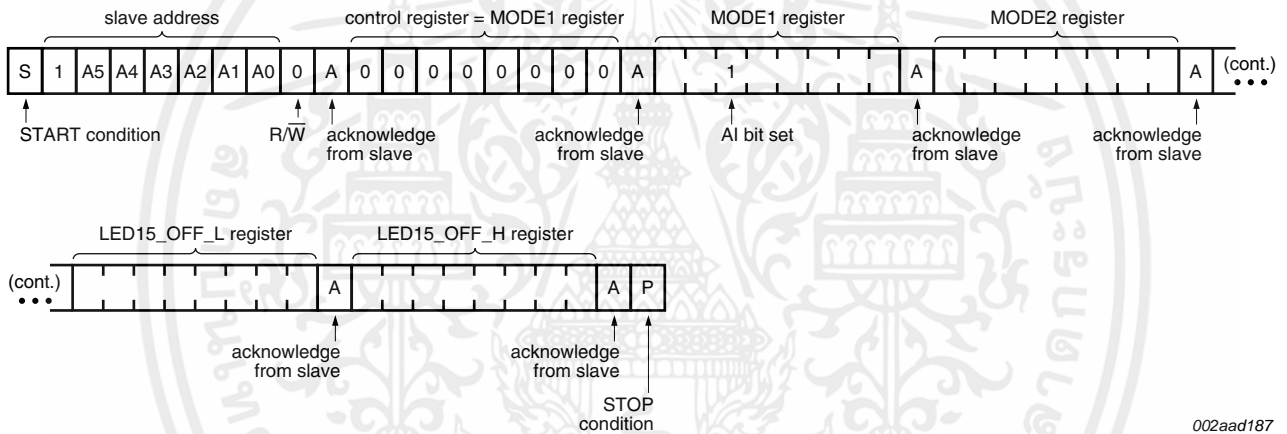 slave address
control register = MODE1 register
MODE1 register
MODE2 register
S 1 A5 A4 A3 A2 A1 A0 0 A 0 0 0 0 0 0 0 0 A 1 A A (cont.)
START condition
R/W̅
acknowledge
from slave
acknowledge
from slave
AI bit set
acknowledge
from slave
acknowledge
from slave
LED15_OFF_L register
LED15_OFF_H register
(cont.) A A P
acknowledge
from slave
acknowledge
from slave
STOP
condition
002aad187